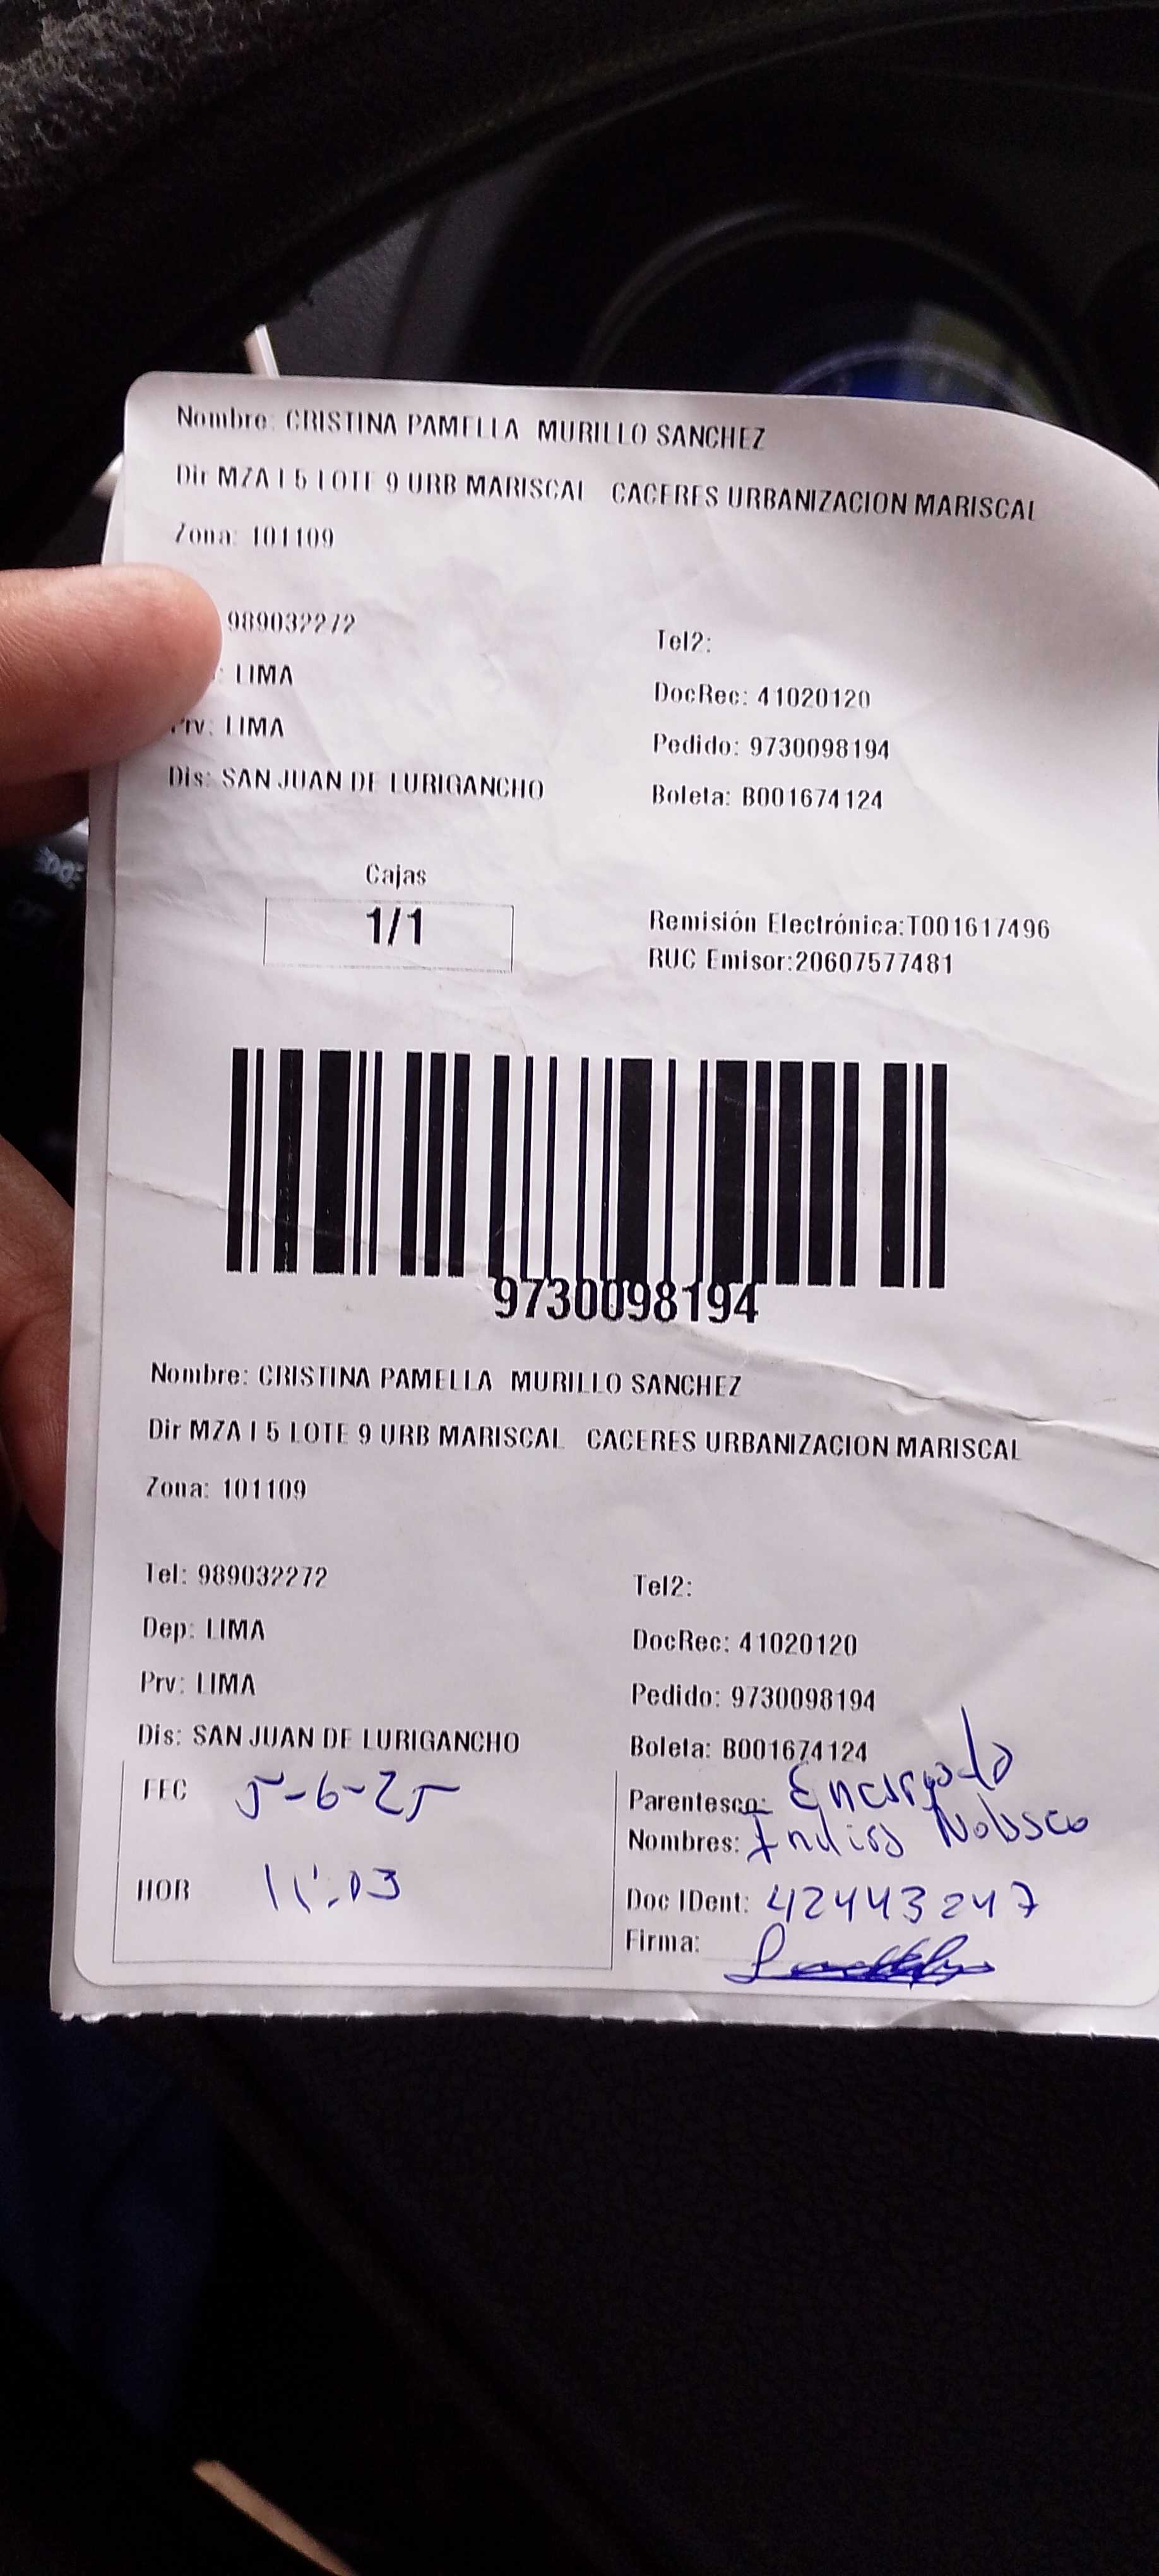 Nombre: CRISTINA PAMELLA MURILLO SANCHEZ
Dir MZA I 5 LOTE 9 URB MARISCAL CACERES URBANIZACION MARISCAL
Zona: 101109
989032272
Tel2:
: LIMA
DocRec: 41020120
Prv: LIMA
Pedido: 9730098194
Dis: SAN JUAN DE LURIGANCHO
Boleta: B001674124
Cajas
1/1
Remisión Electrónica:T001617496
RUC Emisor:20607577481
9730098194
Nombre: CRISTINA PAMELLA MURILLO SANCHEZ
Dir MZA I 5 LOTE 9 URB MARISCAL CACERES URBANIZACION MARISCAL
Zona: 101109
Tel: 989032272
Tel2:
Dep: LIMA
DocRec: 41020120
Prv: LIMA
Pedido: 9730098194
Dis: SAN JUAN DE LURIGANCHO
Boleta: B001674124
FEC 5-6-25
Parentesco: Encargado
Nombres:
HOR 11:03
Doc IDent: 42443247
Firma: